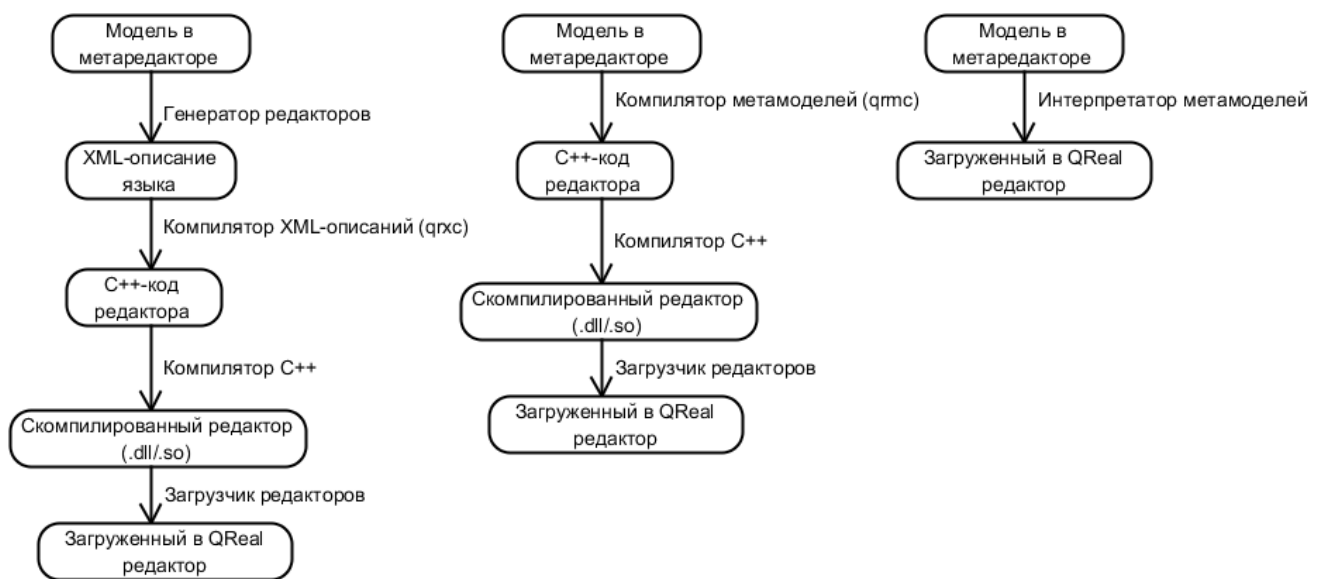 Модель в
метаредакторе
Генератор редакторов
XML-описание
языка
Компилятор XML-описаний (qrxc)
C++-код
редактора
Компилятор C++
Скомпилированный редактор
(.dll/.so)
Загрузчик редакторов
Загруженный в QReal
редактор
Модель в
метаредакторе
Компилятор метамоделей (qrmc)
C++-код
редактора
Компилятор C++
Скомпилированный редактор
(.dll/.so)
Загрузчик редакторов
Загруженный в QReal
редактор
Модель в
метаредакторе
Интерпретатор метамоделей
Загруженный в QReal
редактор